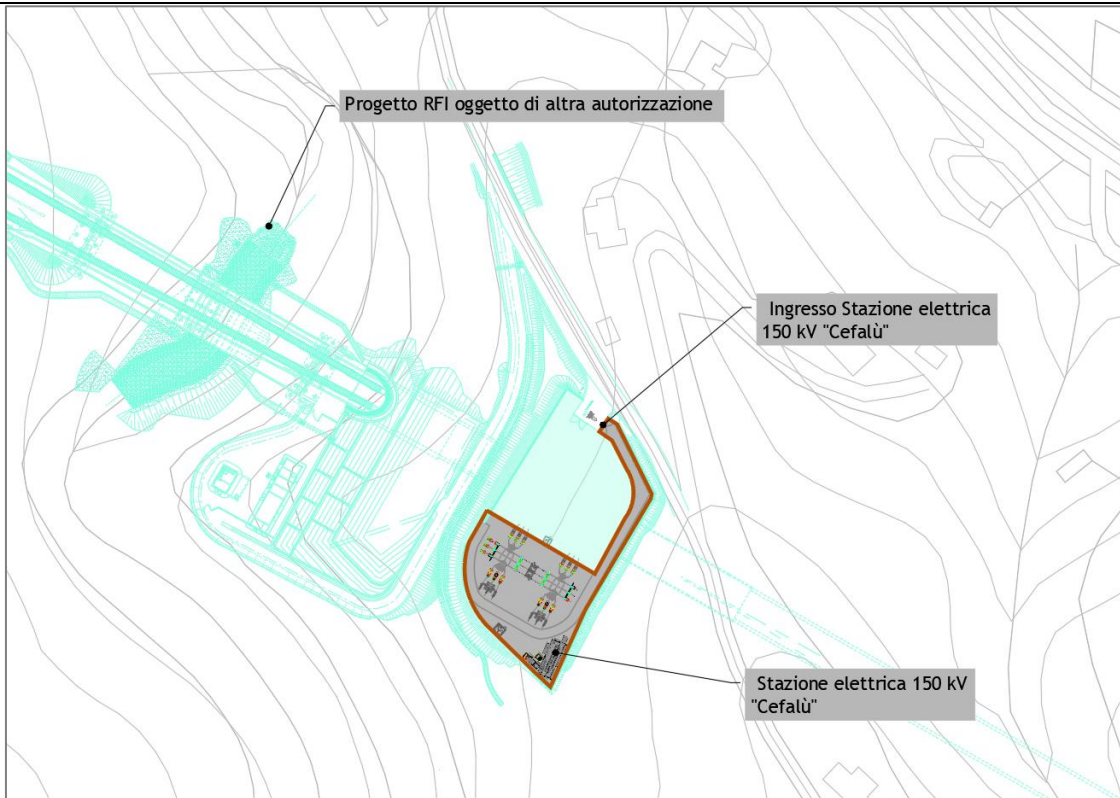 Progetto RFI oggetto di altra autorizzazione
Ingresso Stazione elettrica
150 kV "Cefalù"
Stazione elettrica 150 kV
"Cefalù"